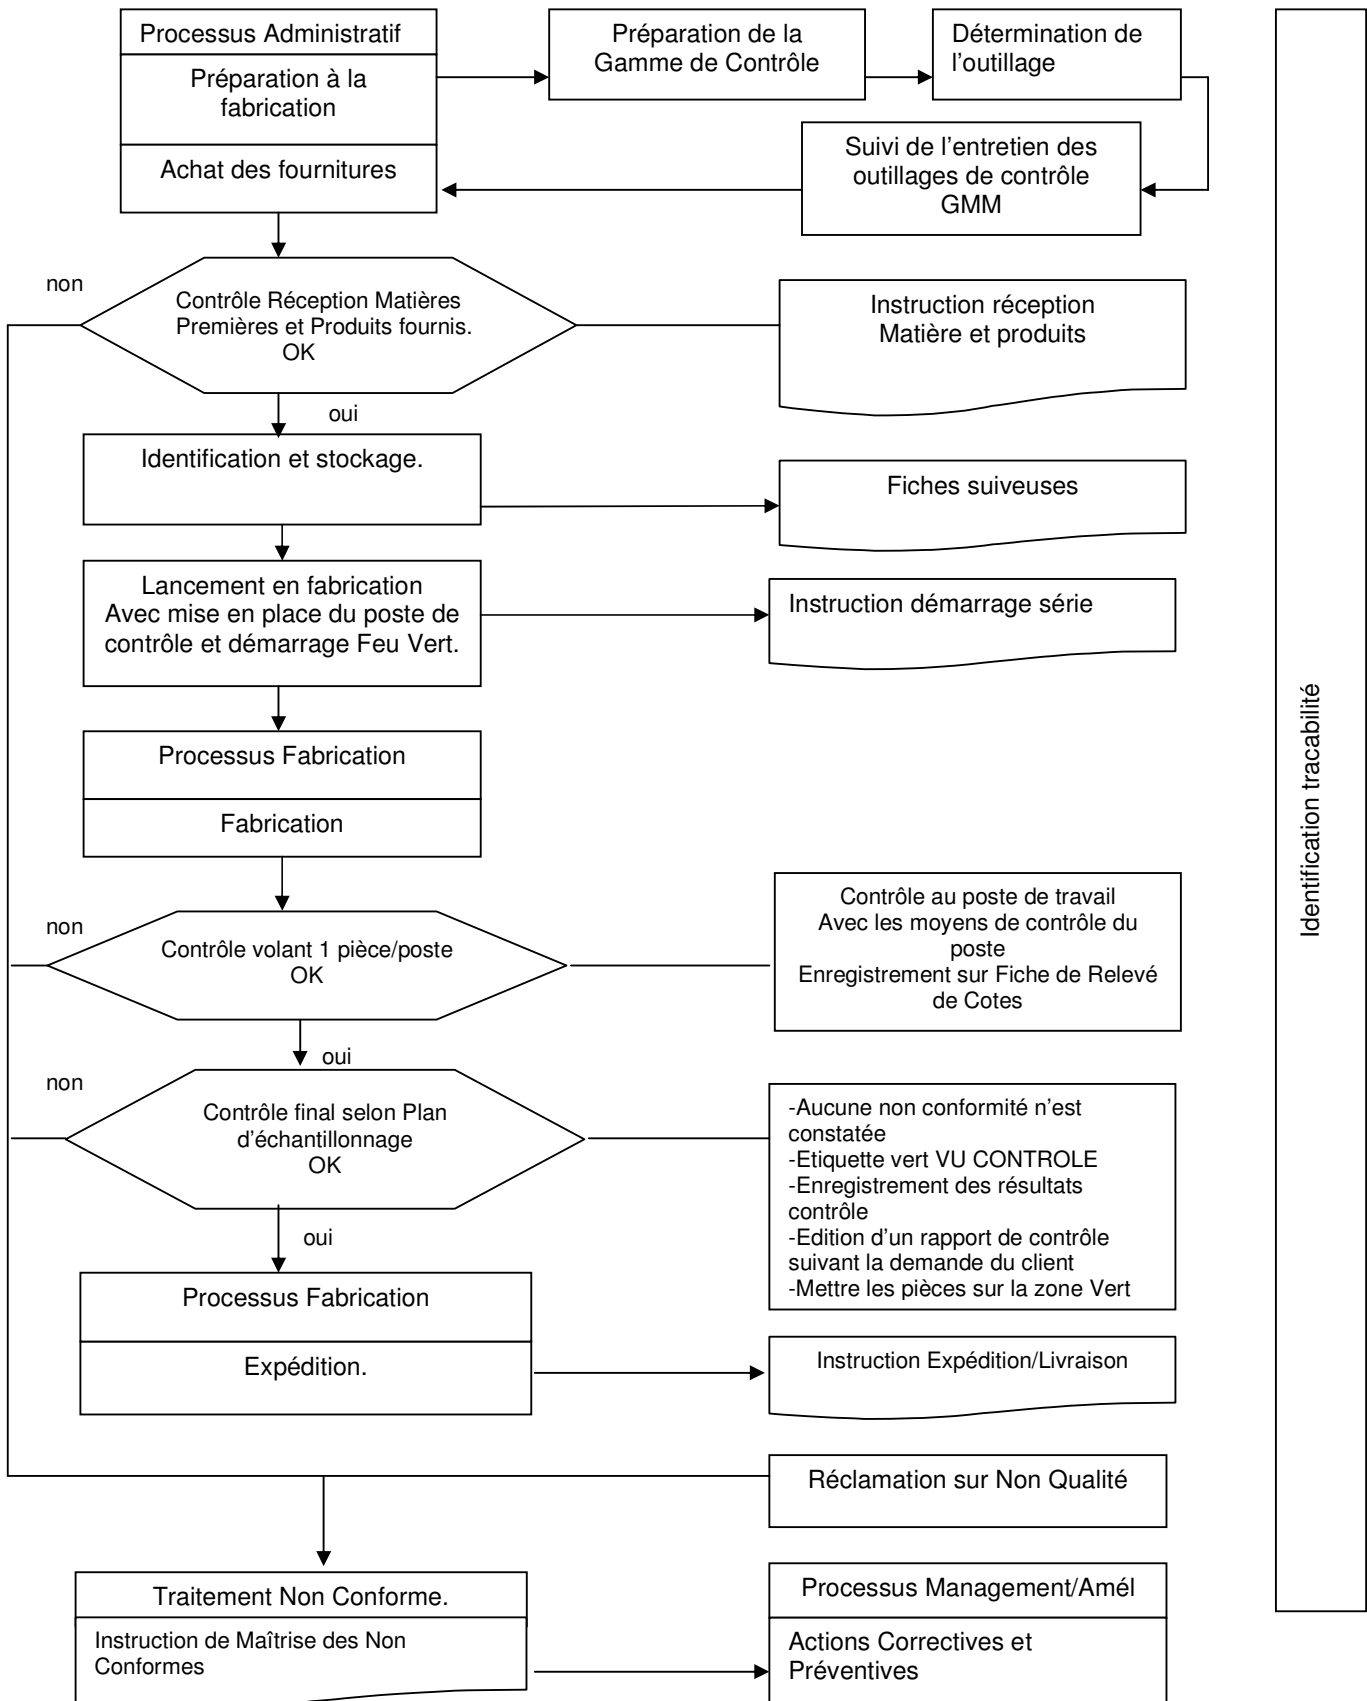 Processus Administratif
Préparation à la
fabrication
Achat des fournitures
Préparation de la
Gamme de Contrôle
Détermination de
l'outillage
Suivi de l'entretien des
outillages de contrôle
GMM
non
Contrôle Réception Matières
Premières et Produits fournis.
OK
Instruction réception
Matière et produits
oui
Identification et stockage.
Fiches suiveuses
Lancement en fabrication
Avec mise en place du poste de
contrôle et démarrage Feu Vert.
Instruction démarrage série
Processus Fabrication
Fabrication
non
Contrôle volant 1 pièce/poste
OK
Contrôle au poste de travail
Avec les moyens de contrôle du
poste
Enregistrement sur Fiche de Relevé
de Cotes
oui
non
Contrôle final selon Plan
d'échantillonnage
OK
-Aucune non conformité n'est
constatée
-Etiquette vert VU CONTROLE
-Enregistrement des résultats
contrôle
-Edition d'un rapport de contrôle
suivant la demande du client
-Mettre les pièces sur la zone Vert
oui
Processus Fabrication
Expédition.
Instruction Expédition/Livraison
Réclamation sur Non Qualité
Traitement Non Conforme.
Instruction de Maîtrise des Non
Conformes
Processus Management/Amél
Actions Correctives et
Préventives
Identification tracabilité